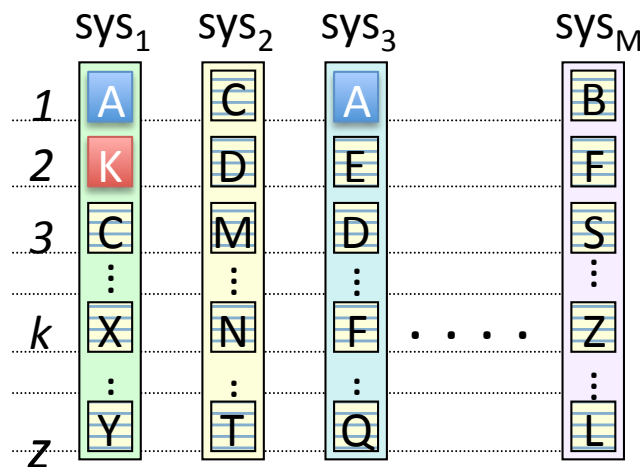 sys1 sys2 sys3 sysM
1 A C A B
2 K D E F
3 C M D S
⋮ ⋮ ⋮ ⋮
k X N F . . . . Z
⋮ ⋮ ⋮ ⋮
z Y T Q L